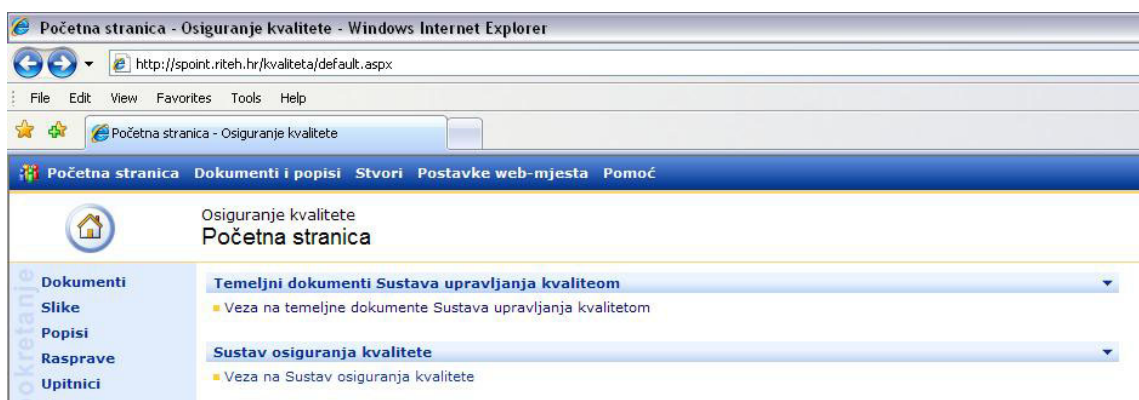 Početna stranica - Osiguranje kvalitete - Windows Internet Explorer
http://spoint.riteh.hr/kvaliteta/default.aspx
File Edit View Favorites Tools Help
Početna stranica - Osiguranje kvalitete
Početna stranica Dokumenti i popisi Stvori Postavke web-mjesta Pomoć
Osiguranje kvalitete
Početna stranica
Dokumenti
Slike
Popisi
Rasprave
Upitnici
okretanje
Temeljni dokumenti Sustava upravljanja kvaliteom
Veza na temeljne dokumente Sustava upravljanja kvalitetom
Sustav osiguranja kvalitete
Veza na Sustav osiguranja kvalitete